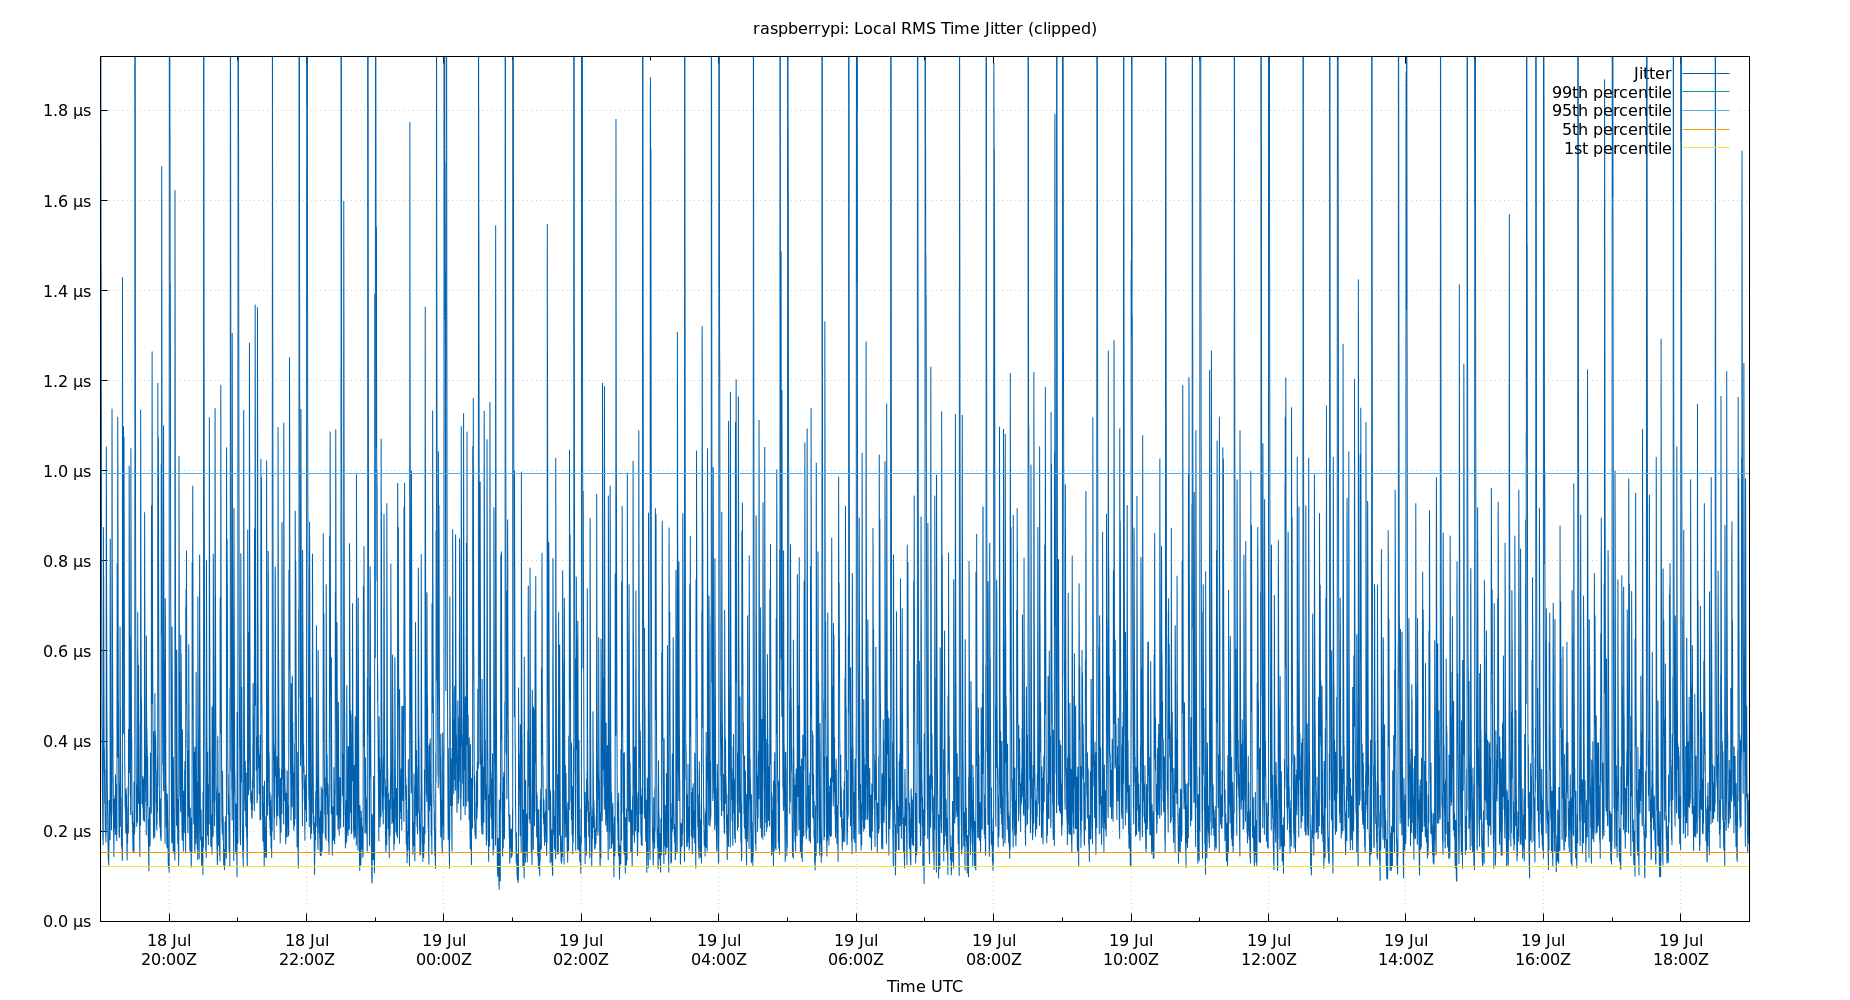 raspberrypi: Local RMS Time Jitter (clipped)
Jitter
99th percentile
95th percentile
5th percentile
1st percentile
1.8 µs
1.6 µs
1.4 µs
1.2 µs
1.0 µs
0.8 µs
0.6 µs
0.4 µs
0.2 µs
0.0 µs
18 Jul 18 Jul 19 Jul 19 Jul 19 Jul 19 Jul 19 Jul 19 Jul 19 Jul 19 Jul 19 Jul 19 Jul
20:00Z 22:00Z 00:00Z 02:00Z 04:00Z 06:00Z 08:00Z 10:00Z 12:00Z 14:00Z 16:00Z 18:00Z
Time UTC